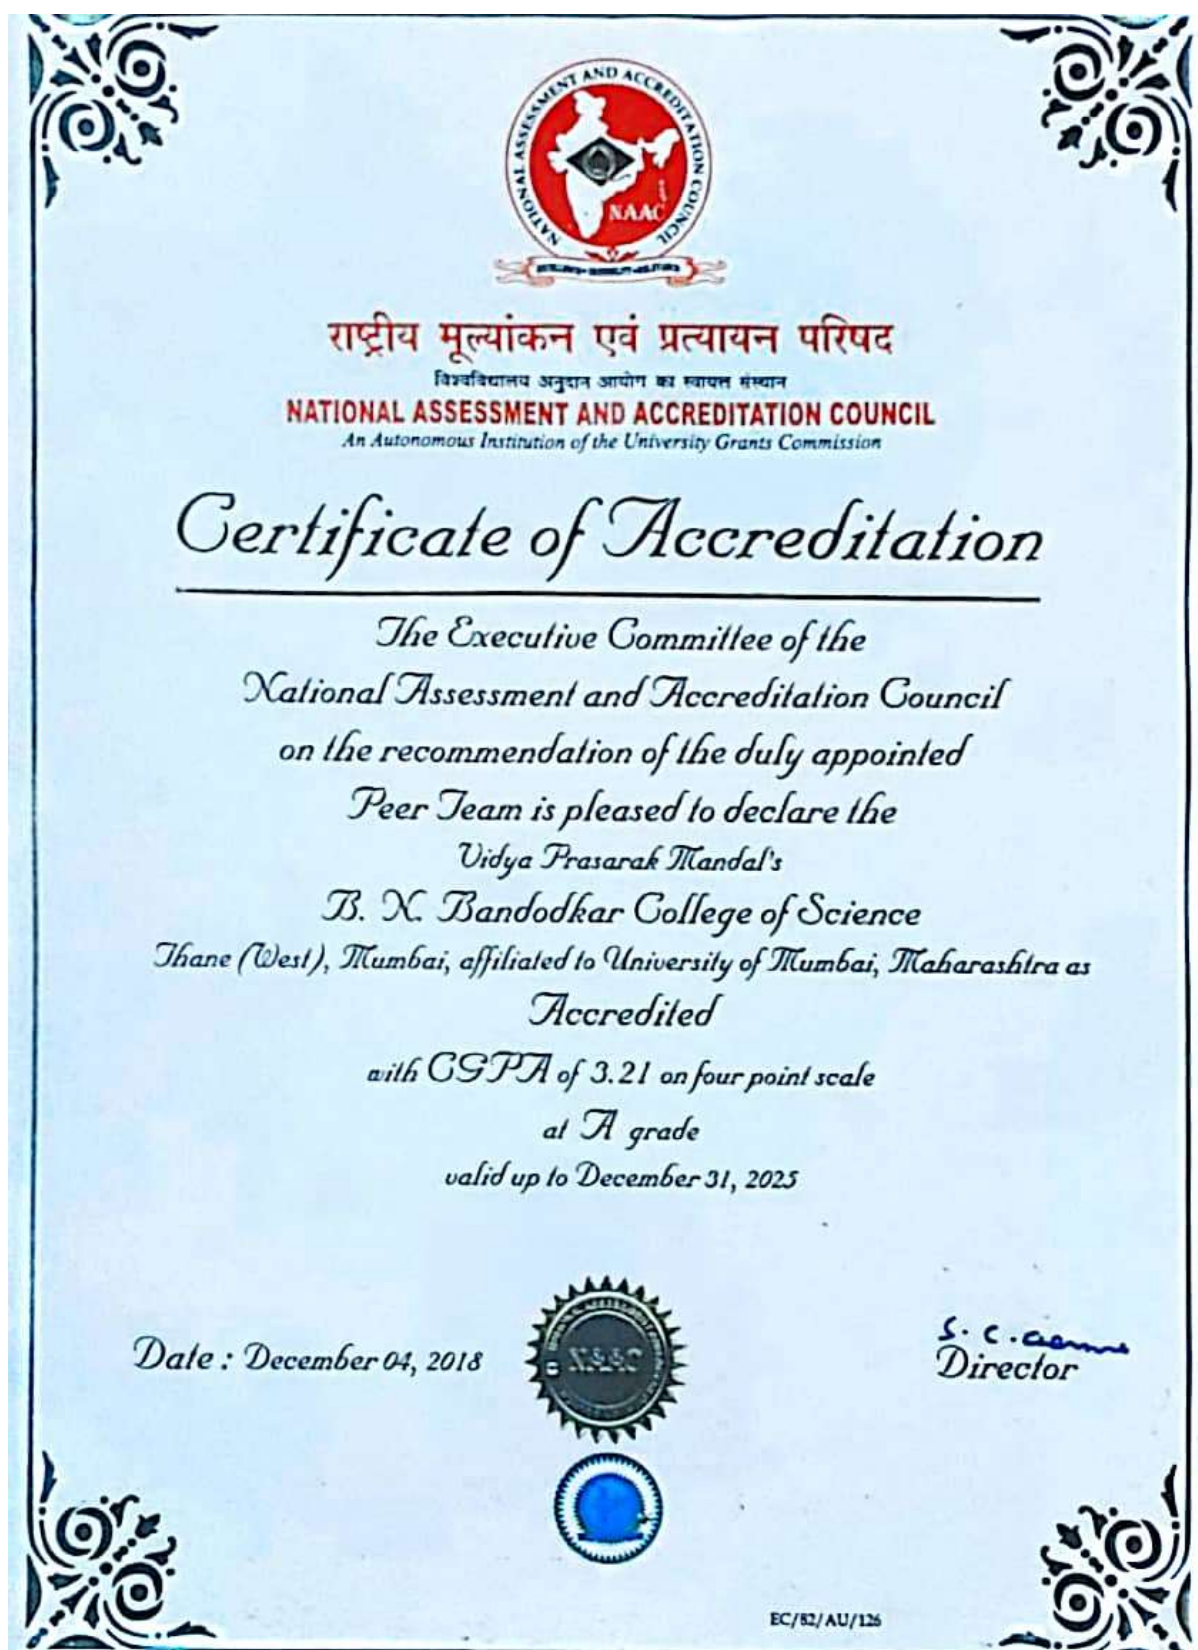 NATIONAL ASSESSMENT AND ACCREDITATION COUNCIL
NAAC
राष्ट्रीय मूल्यांकन एवं प्रत्यायन परिषद
विश्वविद्यालय अनुदान आयोग का स्वायत्त संस्थान
NATIONAL ASSESSMENT AND ACCREDITATION COUNCIL
An Autonomous Institution of the University Grants Commission
Certificate of Accreditation
The Executive Committee of the
National Assessment and Accreditation Council
on the recommendation of the duly appointed
Peer Team is pleased to declare the
Vidya Prasarak Mandal's
B. N. Bandodkar College of Science
Thane (West), Mumbai, affiliated to University of Mumbai, Maharashtra as
Accredited
with CGPA of 3.21 on four point scale
at A grade
valid up to December 31, 2025
Date : December 04, 2018
NAAC
S. C.
Director
EC/82/AU/126